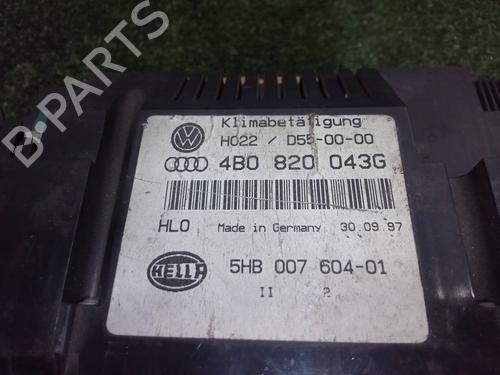 B-PARTS
Klimabetätigung
H022 / D55-00-00
4B0 820 043G
HLO Made in Germany 30.09.97
HELLA 5HB 007 604-01
II 2